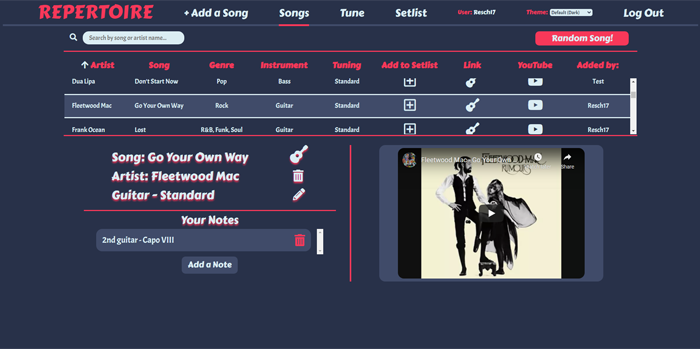 REPERTOIRE + Add a Song Songs Tune Setlist User: Resch17 Theme: Default (Dark) Log Out
Search by song or artist name... Random Song!
Artist Song Genre Instrument Tuning Add to Setlist Link YouTube Added by:
Dua Lipa Don't Start Now Pop Bass Standard Test
Fleetwood Mac Go Your Own Way Rock Guitar Standard Resch17
Frank Ocean Lost R&B, Funk, Soul Guitar Standard Resch17
Song: Go Your Own Way
Artist: Fleetwood Mac
Guitar - Standard
Your Notes
2nd guitar - Capo VIII
Add a Note
Fleetwood Mac - Go Your Own
Share
RUMOURS